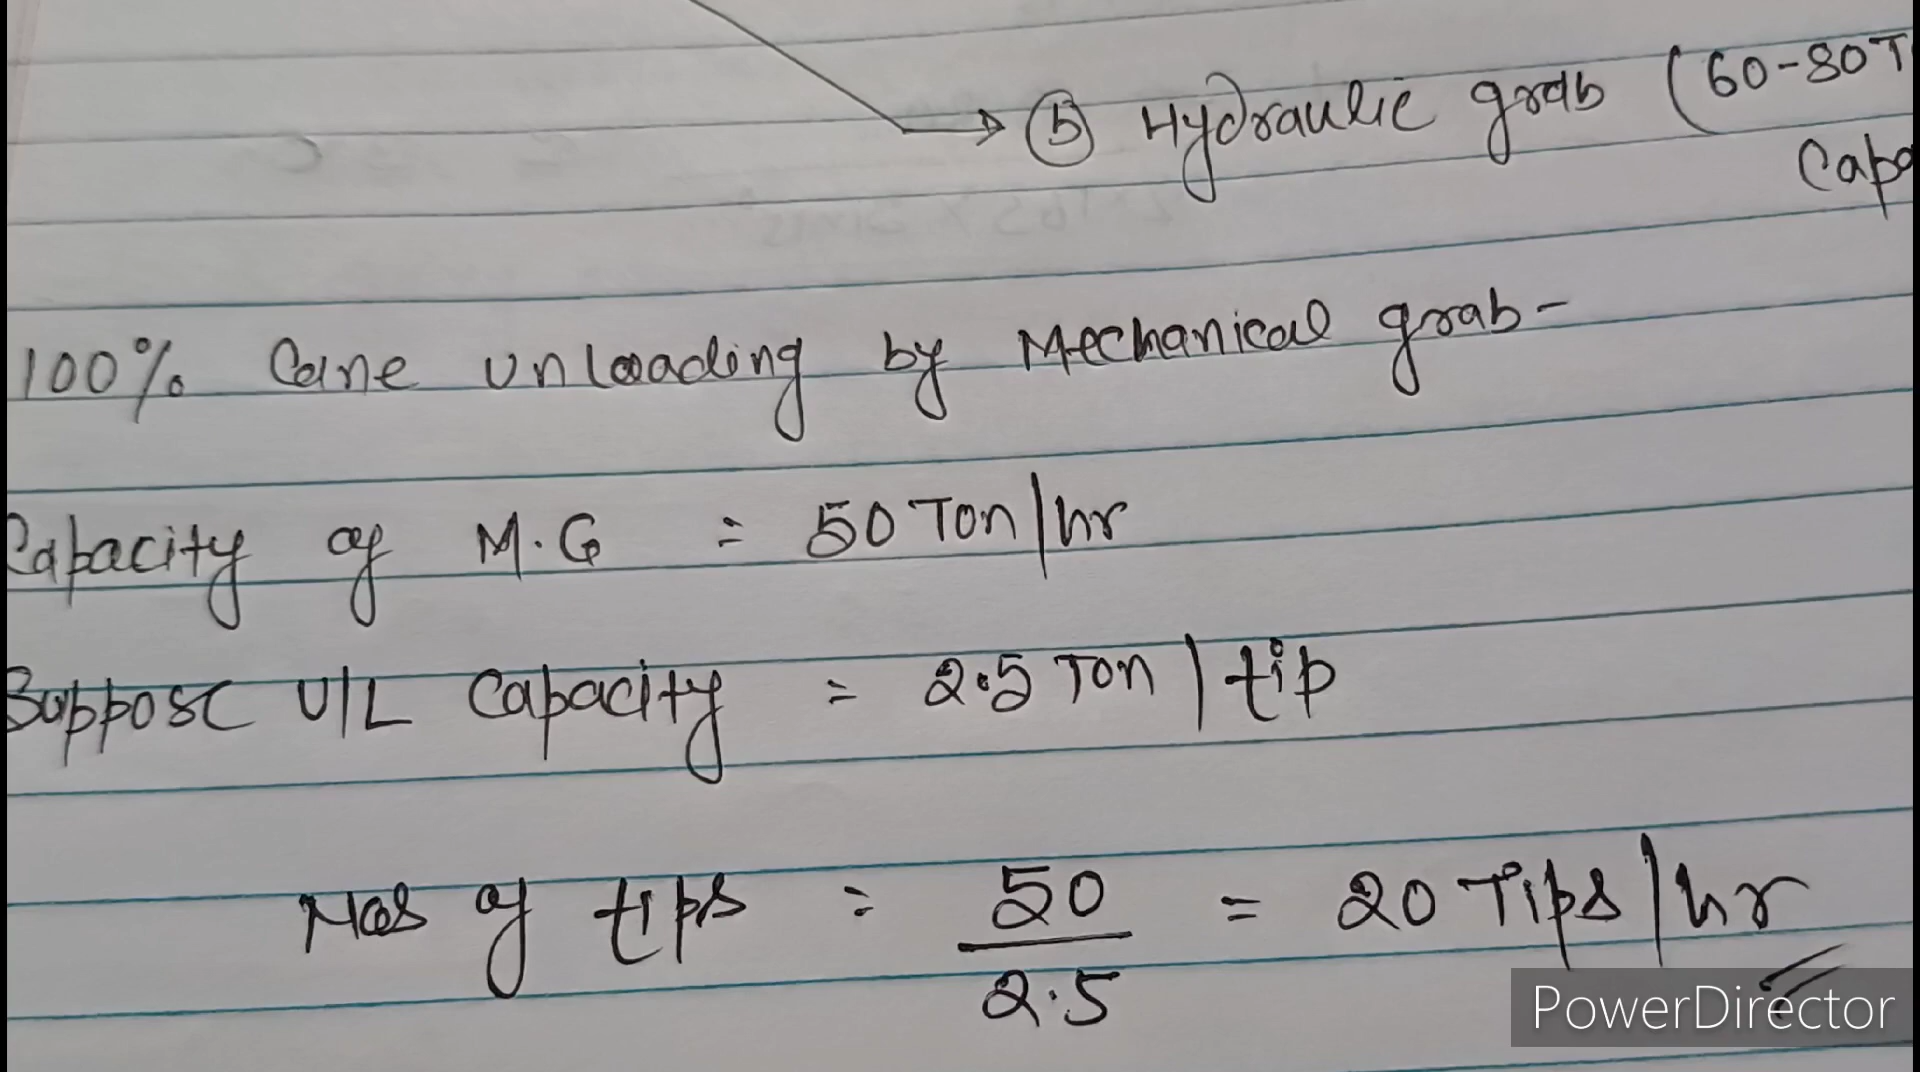 → (b) Hydraulic grab (60-80T
Capa
100% Cane unloading by Mechanical grab-
Capacity of M.G = 50 Ton/hr
Suppose U/L Capacity = 2.5 Ton/tip
Nos of tips = 50/2.5 = 20 Tips/hr
PowerDirector